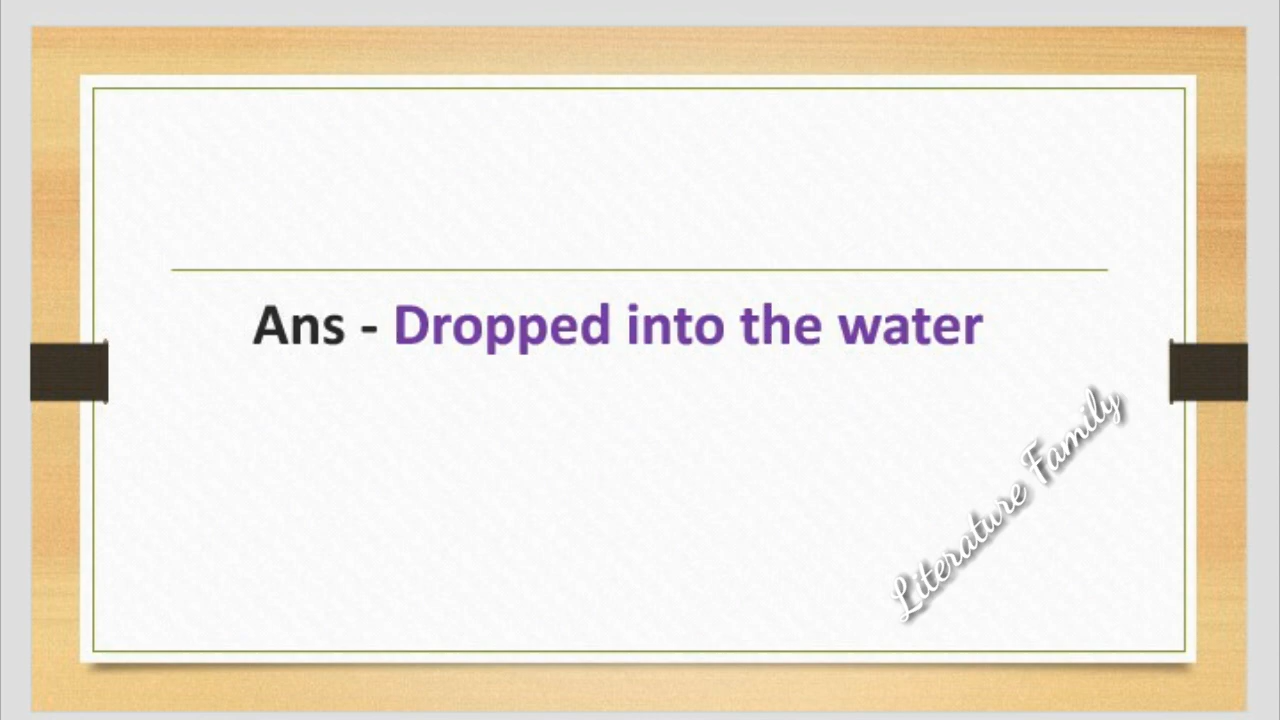 Ans - Dropped into the water
Literature Family